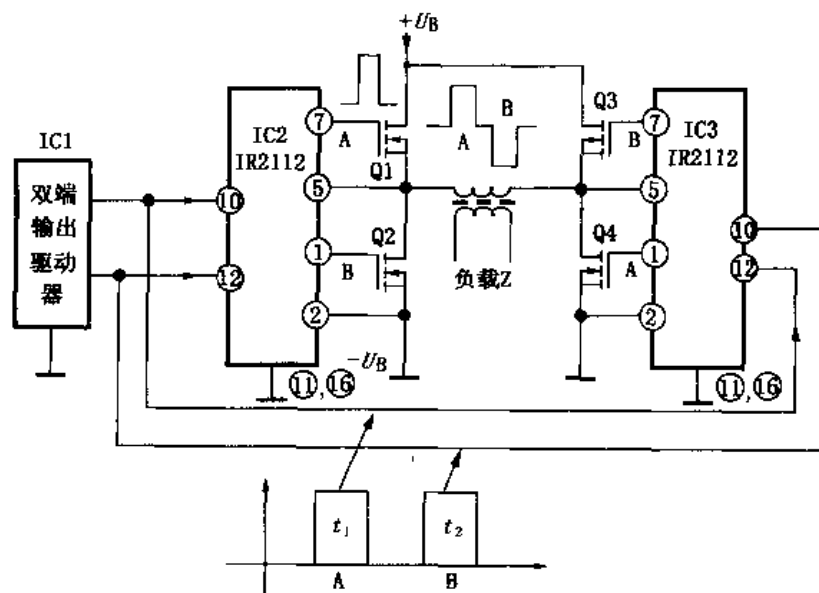 +U_B
IC1
双端
输出
驱动
器
IC2
IR2112
⑦
⑤
①
②
⑩
⑫
⑪,⑯
A
Q1
B
Q2
-U_B
A
B
负载Z
Q3
B
Q4
A
IC3
IR2112
⑦
⑤
①
②
⑩
⑫
⑪,⑯
t₁
t₂
A
B